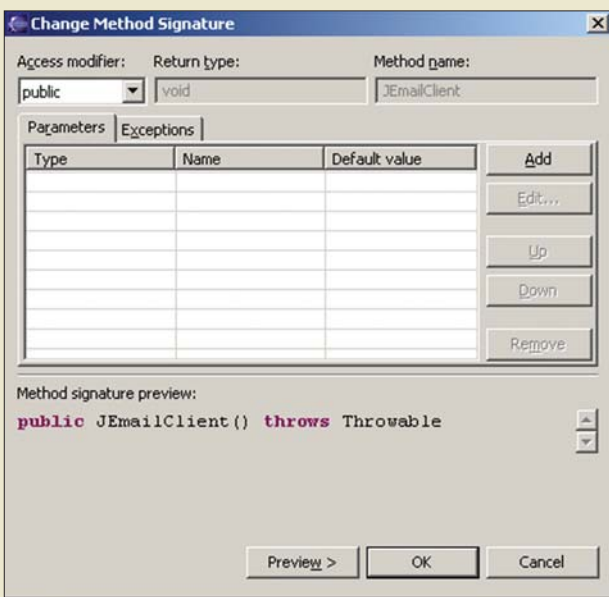 Change Method Signature
Access modifier: Return type: Method name:
public void JEmailClient
Parameters Exceptions
Type Name Default value
Add
Edit...
Up
Down
Remove
Method signature preview:
public JEmailClient() throws Throwable
Preview > OK Cancel